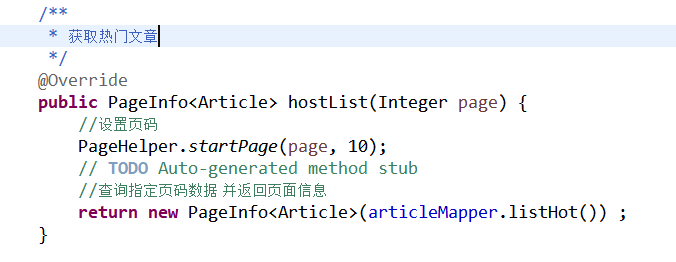 /**
 * 获取热门文章
 */
@Override
public PageInfo<Article> hostList(Integer page) {
    //设置页码
    PageHelper.startPage(page, 10);
    // TODO Auto-generated method stub
    //查询指定页码数据 并返回页面信息
    return new PageInfo<Article>(articleMapper.listHot()) ;
}